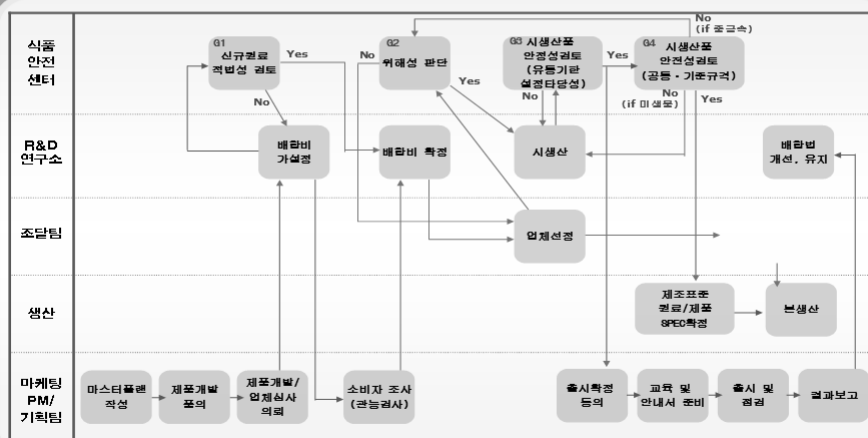 식품
안전
센터
G1
신규원료
적법성 검토
Yes
No
G2
위해성 판단
No
Yes
G3 시생산품
안정성검토
(유통기한
설정타당성)
Yes
No
G4 시생산품
안전성검토
(공통·기준규격)
No
(if 중금속)
No
(if 미생물)
Yes
R&D
연구소
배합비
가설정
배합비 확정
시생산
배합법
개선, 유지
조달팀
업체선정
생산
제조표준
원료/제품
SPEC확정
본생산
마케팅
PM/
기획팀
마스터플랜
작성
제품개발
품의
제품개발/
업체심사
의뢰
소비자 조사
(관능검사)
출시확정
동의
교육 및
안내서 준비
출시 및
점검
결과보고